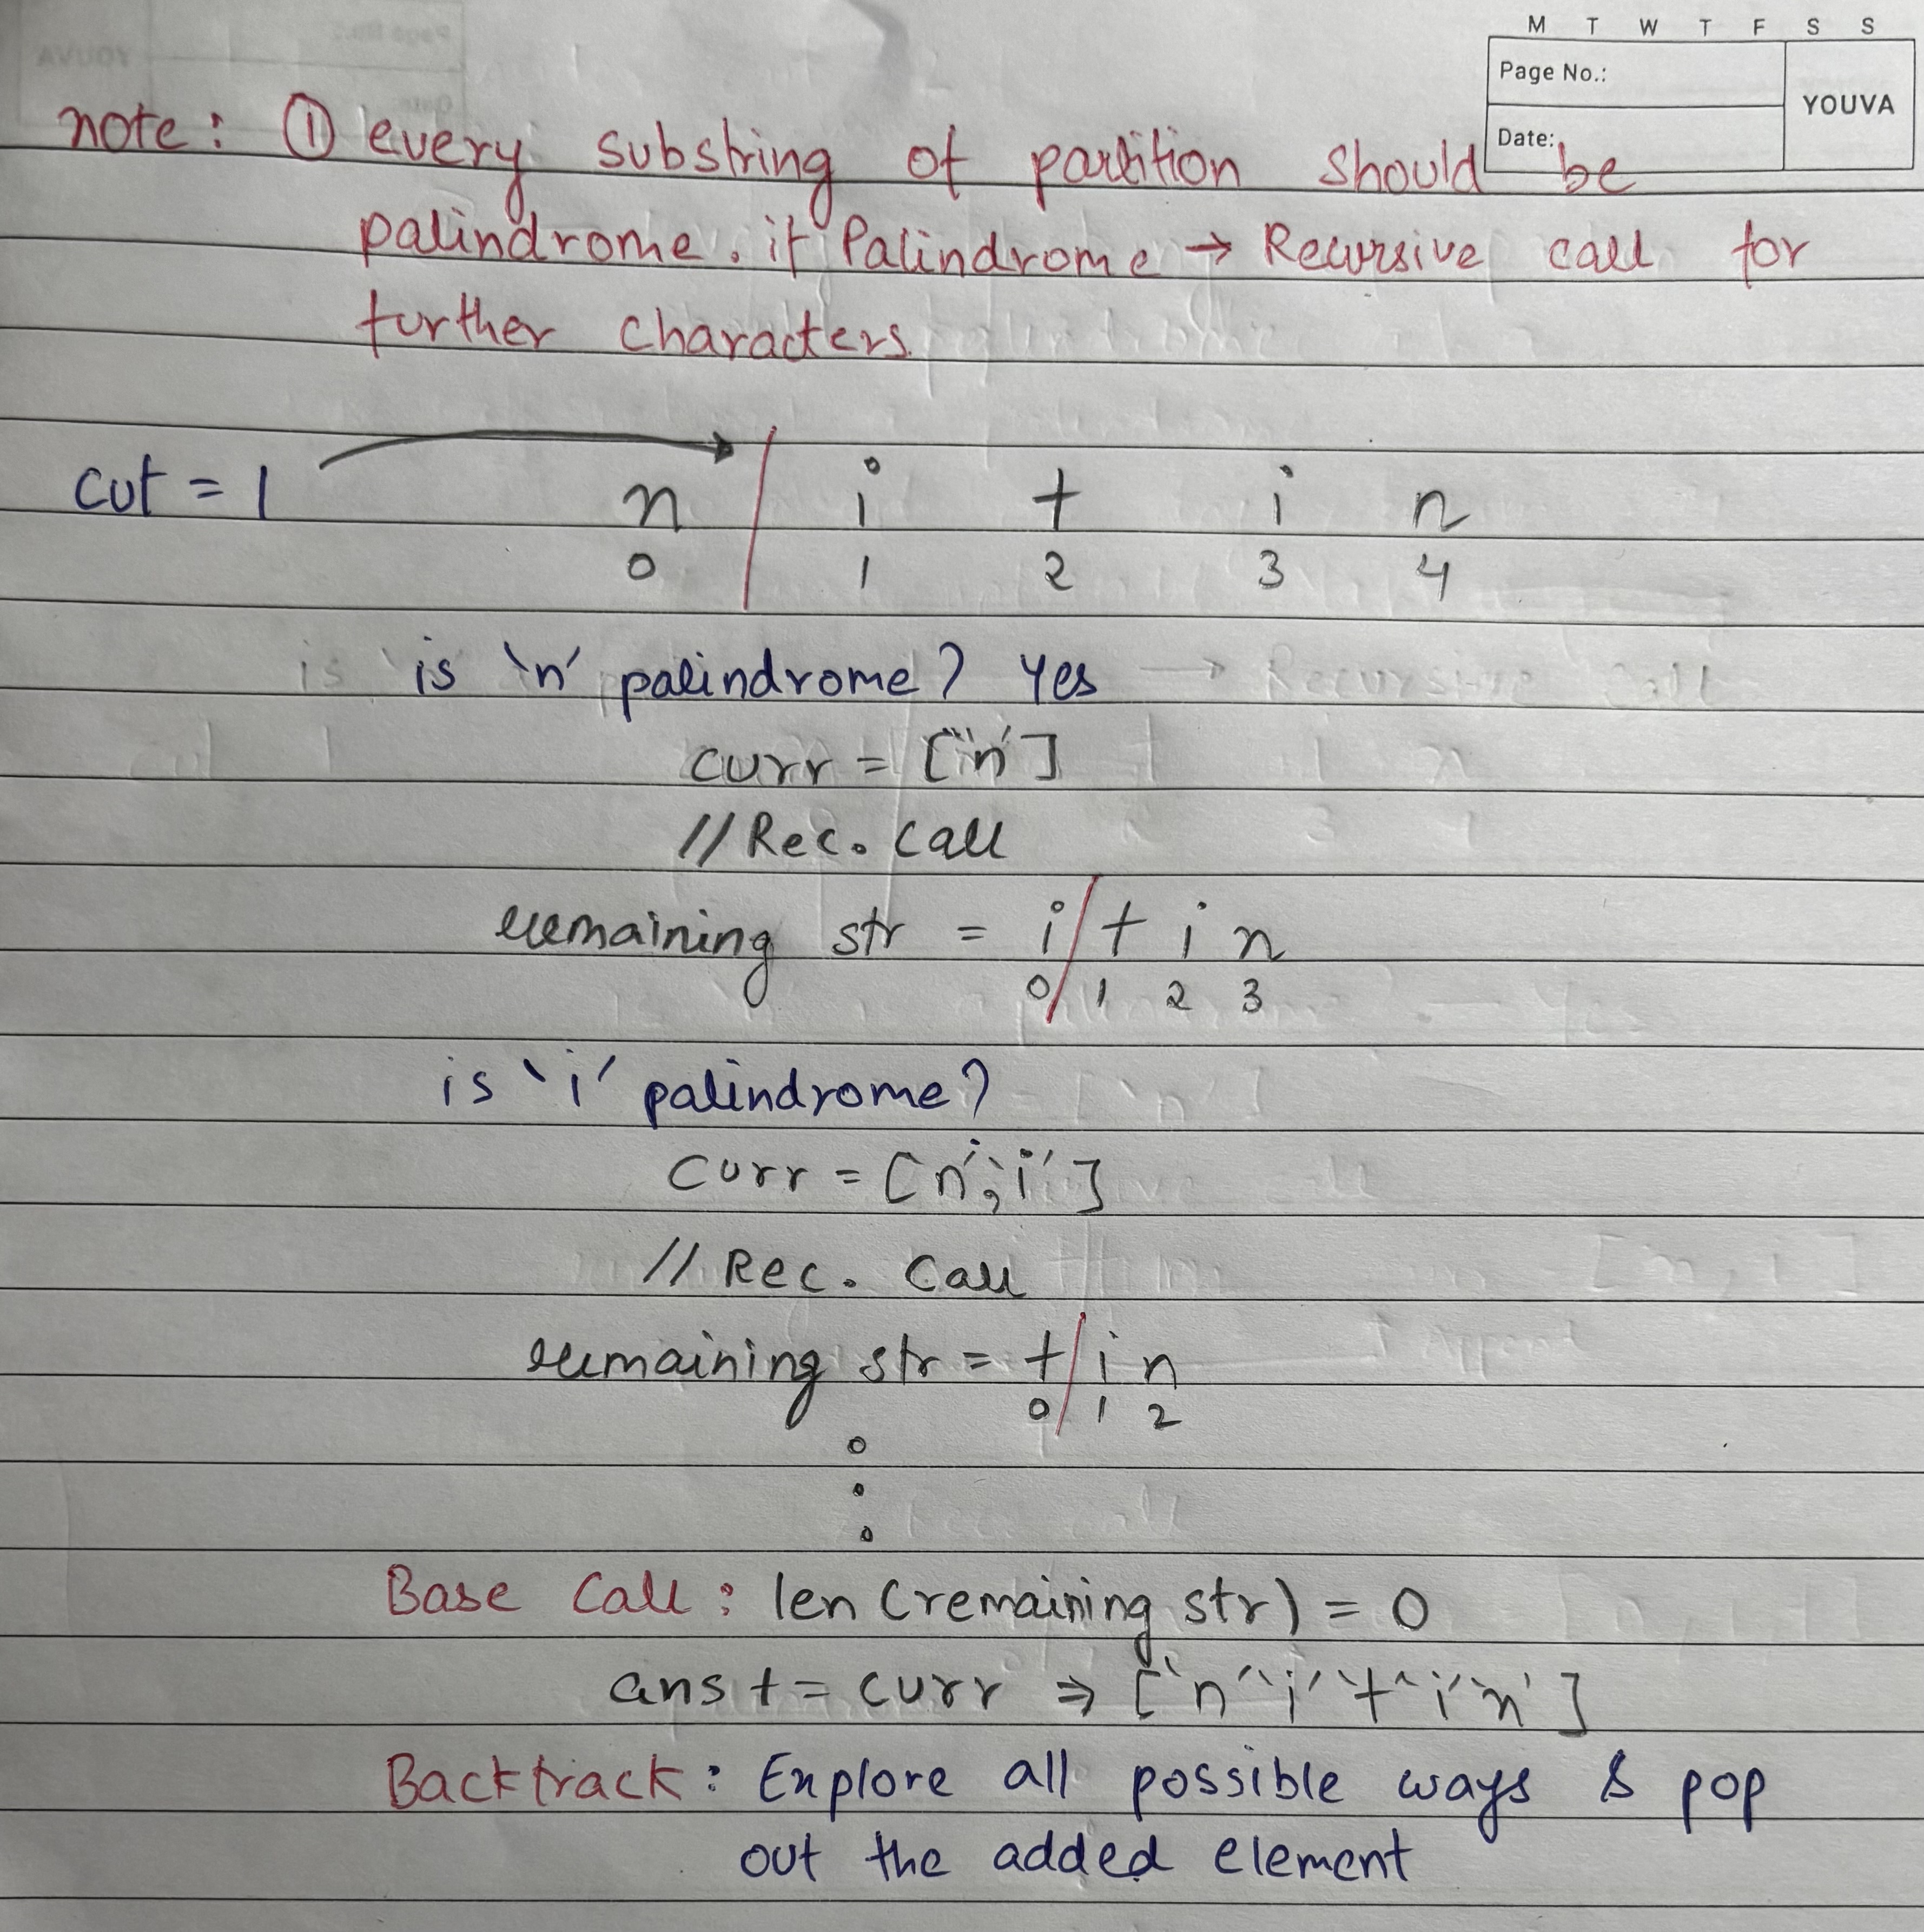 M T W T F S S
Page No.:
YOUVA
Date:
note: ① every substring of partition should be
palindrome. if Palindrome → Recursive call for
further characters.
cut = 1 n / i t i n
0 1 2 3 4
is 'n' palindrome? Yes
curr = ['n']
// Rec. Call
remaining str = i / t i n
0 / 1 2 3
is 'i' palindrome?
curr = [n', 'i']
// Rec. Call
remaining str = t / i n
0 / 1 2
Base Call: len (remaining str) = 0
ans += curr ⇒ ['n' 'i' 't' 'i' 'n']
Backtrack: Explore all possible ways & pop
out the added element